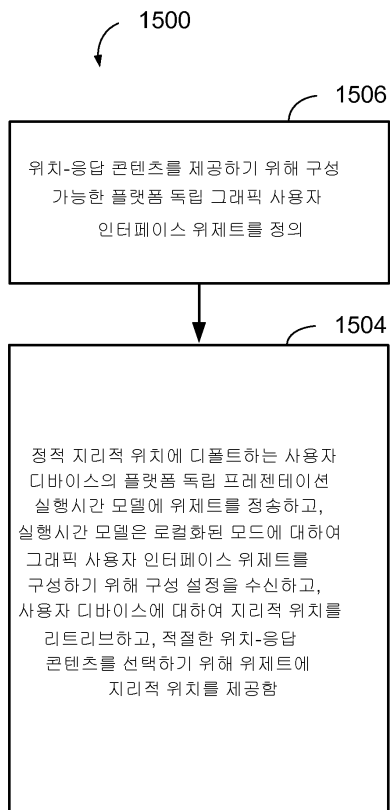 1500
1506
위치-응답 콘텐츠를 제공하기 위해 구성
가능한 플랫폼 독립 그래픽 사용자
인터페이스 위제트를 정의
1504
정적 지리적 위치에 디폴트하는 사용자
디바이스의 플랫폼 독립 프레젠테이션
실행시간 모델에 위제트를 정송하고,
실행시간 모델은 로컬화된 모드에 대하여
그래픽 사용자 인터페이스 위제트를
구성하기 위해 구성 설정을 수신하고,
사용자 디바이스에 대하여 지리적 위치를
리트리브하고, 적절한 위치-응답
콘텐츠를 선택하기 위해 위제트에
지리적 위치를 제공함